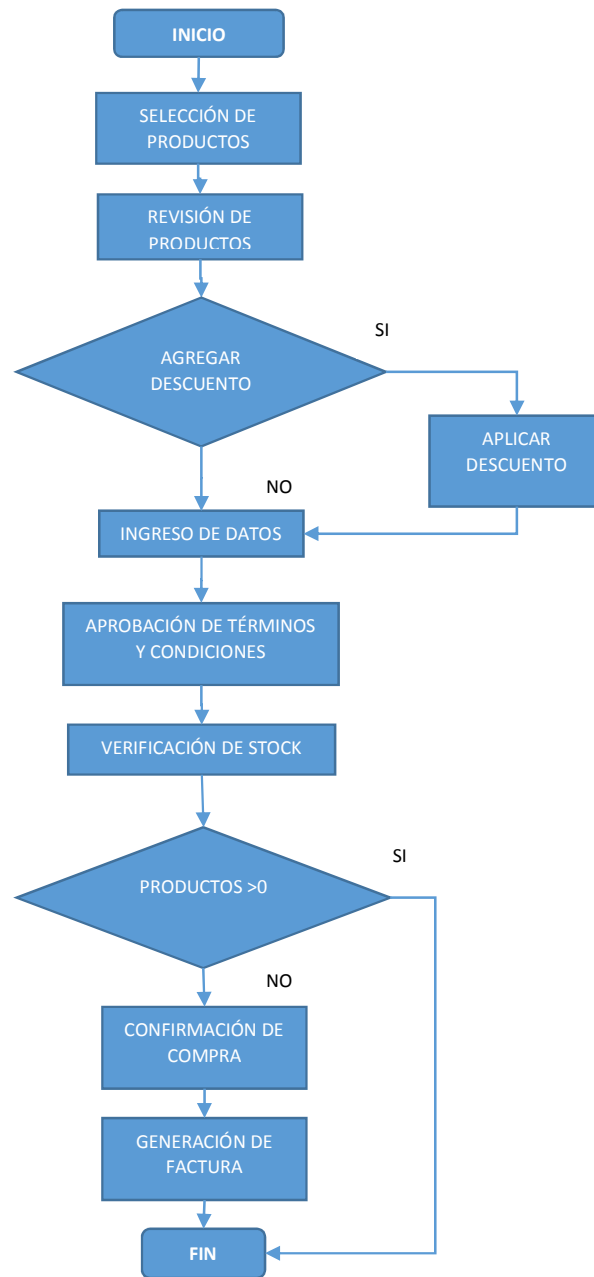 INICIO
SELECCIÓN DE
PRODUCTOS
REVISIÓN DE
PRODUCTOS
SI
AGREGAR
DESCUENTO
APLICAR
DESCUENTO
NO
INGRESO DE DATOS
APROBACIÓN DE TÉRMINOS
Y CONDICIONES
VERIFICACIÓN DE STOCK
SI
PRODUCTOS >0
NO
CONFIRMACIÓN DE
COMPRA
GENERACIÓN DE
FACTURA
FIN